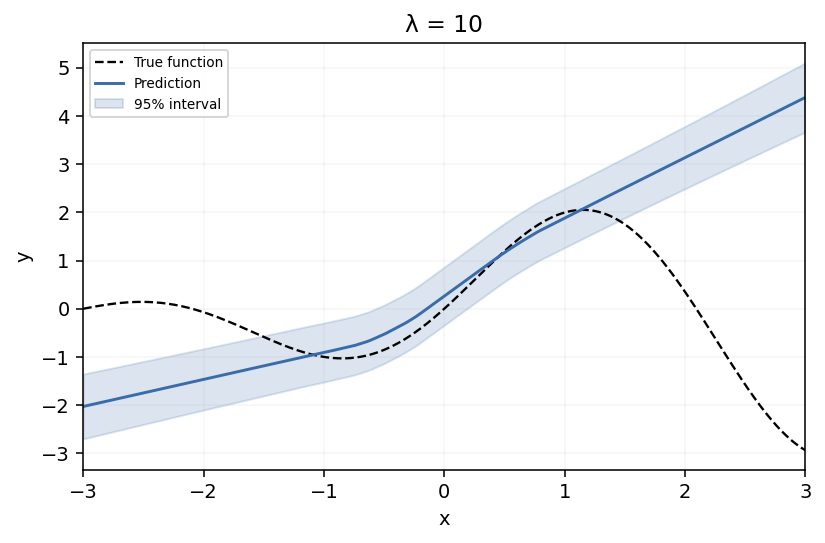 λ = 10
True function
Prediction
95% interval
y
5
4
3
2
1
0
−1
−2
−3
−3 −2 −1 0 1 2 3
x